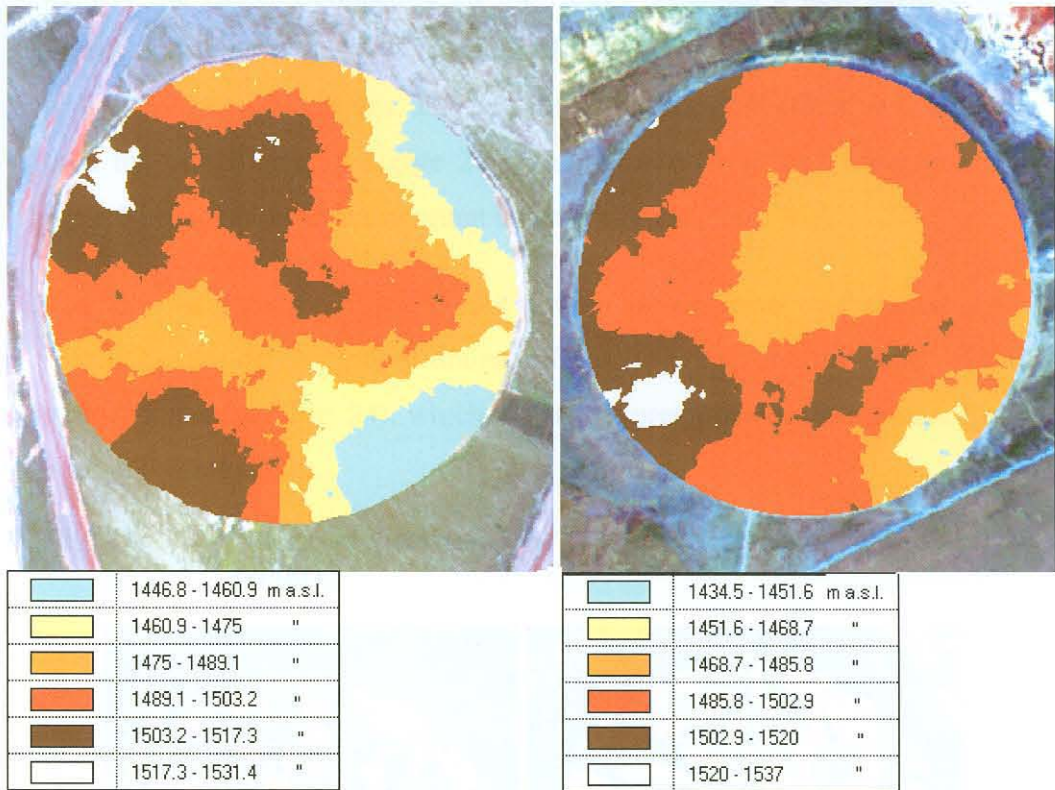 1446.8 - 1460.9 m a.s.l.
1460.9 - 1475 "
1475 - 1489.1 "
1489.1 - 1503.2 "
1503.2 - 1517.3 "
1517.3 - 1531.4 "
1434.5 - 1451.6 m a.s.l.
1451.6 - 1468.7 "
1468.7 - 1485.8 "
1485.8 - 1502.9 "
1502.9 - 1520 "
1520 - 1537 "